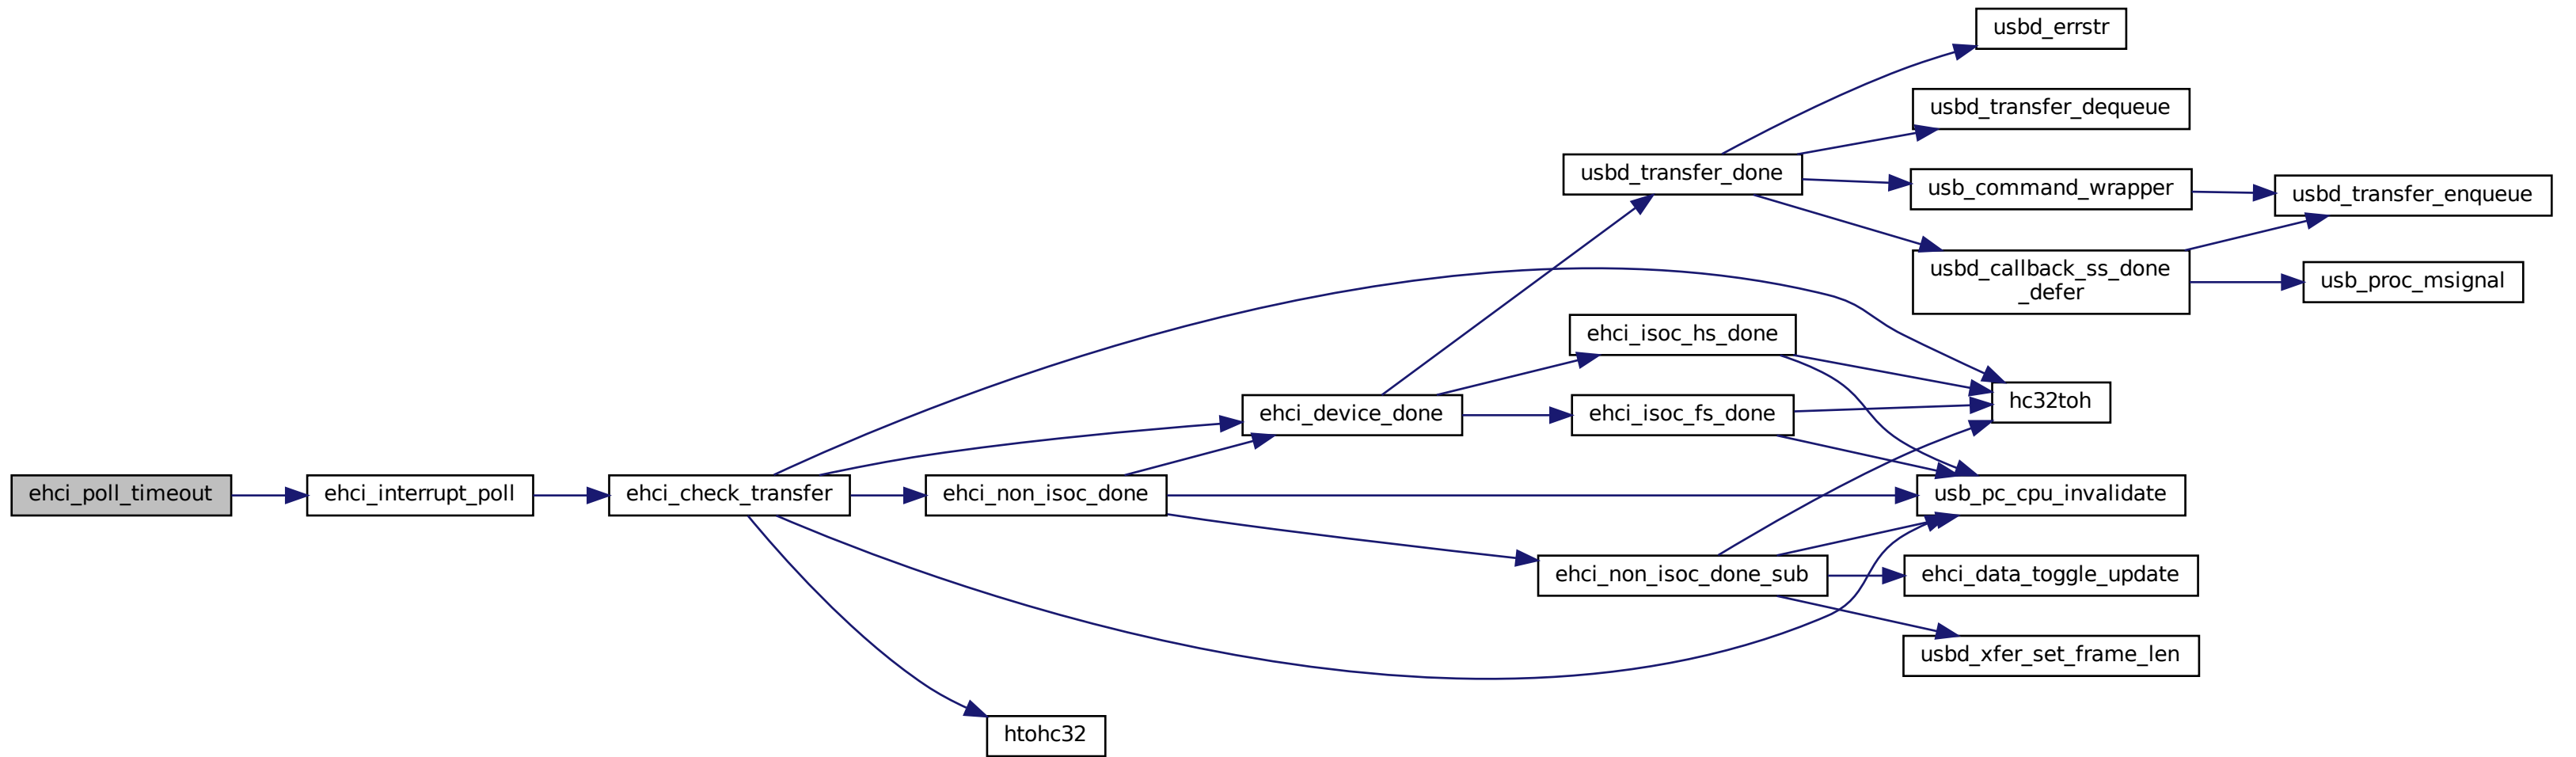 usbd_errstr
usbd_transfer_dequeue
usbd_transfer_done
usb_command_wrapper
usbd_transfer_enqueue
usbd_callback_ss_done
_defer
usb_proc_msignal
ehci_isoc_hs_done
hc32toh
ehci_device_done
ehci_isoc_fs_done
ehci_poll_timeout
ehci_interrupt_poll
ehci_check_transfer
ehci_non_isoc_done
usb_pc_cpu_invalidate
ehci_non_isoc_done_sub
ehci_data_toggle_update
usbd_xfer_set_frame_len
htohc32